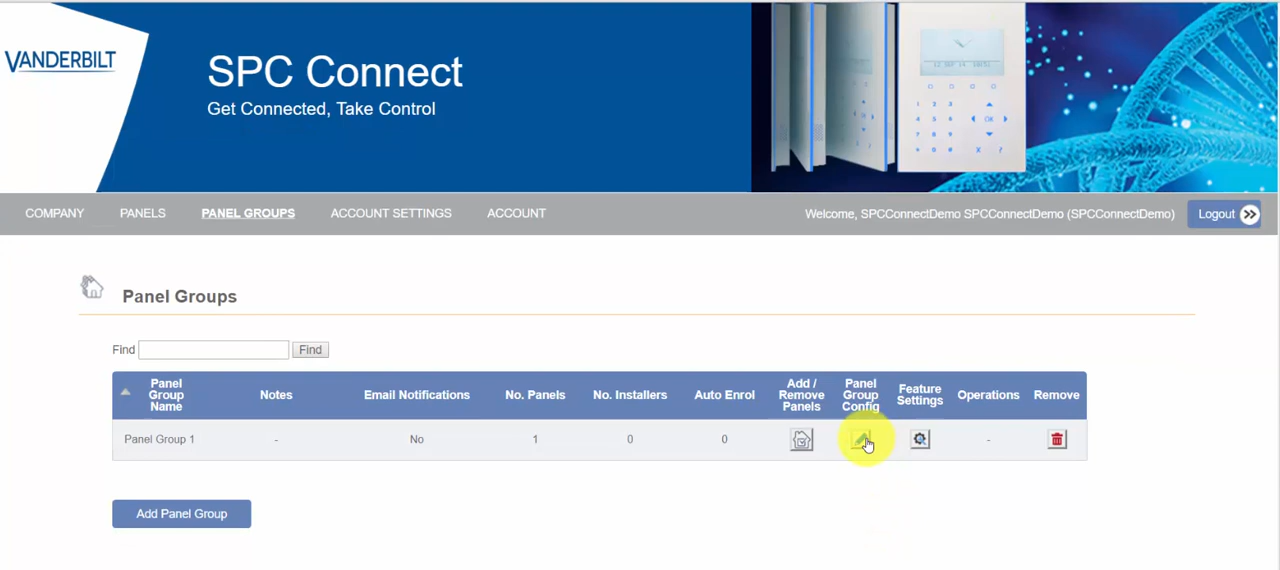 VANDERBILT
SPC Connect
Get Connected, Take Control
COMPANY PANELS PANEL GROUPS ACCOUNT SETTINGS ACCOUNT Welcome, SPCConnectDemo SPCConnectDemo (SPCConnectDemo) Logout
Panel Groups
Find Find
Panel Group Name Notes Email Notifications No. Panels No. Installers Auto Enrol Add / Remove Panels Panel Group Config Feature Settings Operations Remove
Panel Group 1 - No 1 0 0 -
Add Panel Group